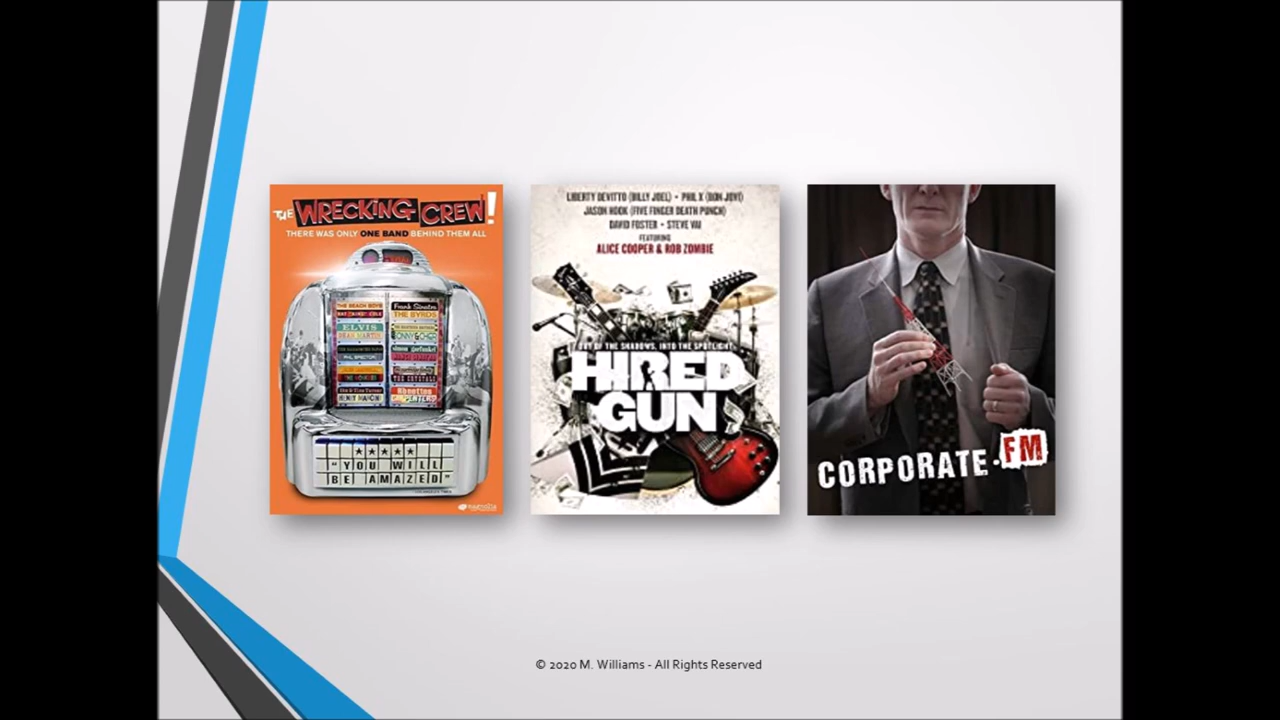 THE WRECKING CREW!
THERE WAS ONLY ONE BAND BEHIND THEM ALL
THE BEACH BOYS
ELVIS
DEAN MARTIN
PHIL SPECTOR
Frank Sinatra
THE BYRDS
SONNY & CHER
simon garfunkel
THE CRYSTALS
CARPENTERS
★★★★★
"YOU WILL
BE AMAZED"
MAGNOLIA
LIBERTY DEVITTO (BILLY JOEL) • PHIL X (BON JOVI)
JASON HOOK (FIVE FINGER DEATH PUNCH)
DAVID FOSTER • STEVE VAI
FEATURING
ALICE COOPER & ROB ZOMBIE
OUT OF THE SHADOWS, INTO THE SPOTLIGHT
HIRED
GUN
CORPORATE.FM
© 2020 M. Williams - All Rights Reserved